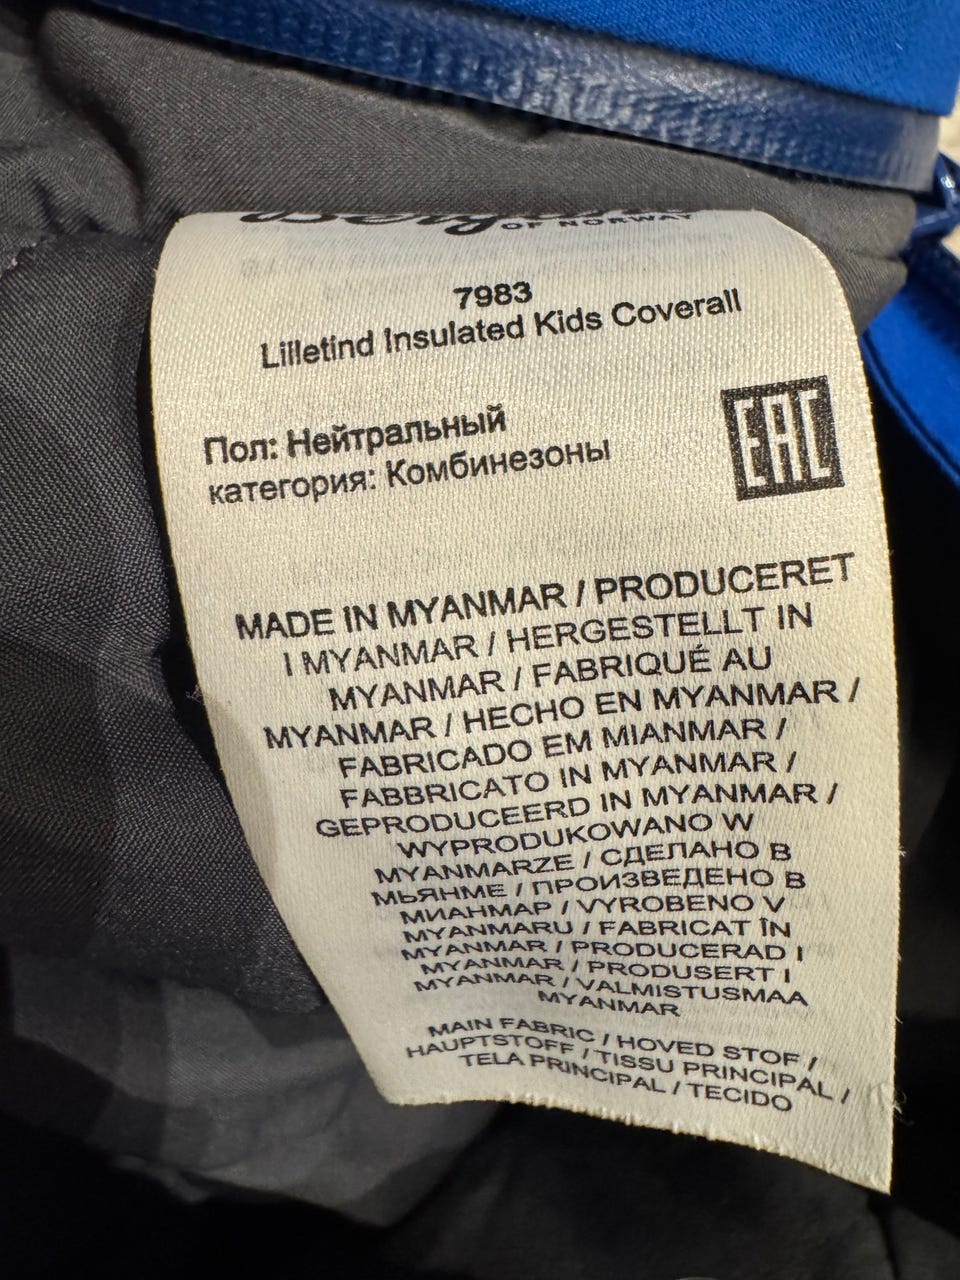 Bergans
OF NORWAY
7983
Lilletind Insulated Kids Coverall
Пол: Нейтральный
категория: Комбинезоны
EAC
MADE IN MYANMAR / PRODUCERET
I MYANMAR / HERGESTELLT IN
MYANMAR / FABRIQUÉ AU
MYANMAR / HECHO EN MYANMAR /
FABRICADO EM MIANMAR /
FABBRICATO IN MYANMAR /
GEPRODUCEERD IN MYANMAR /
WYPRODUKOWANO W
MYANMARZE / СДЕЛАНО В
МЬЯНМЕ / ПРОИЗВЕДЕНО В
МИАНМАР / VYROBENO V
MYANMARU / FABRICAT ÎN
MYANMAR / PRODUCERAD I
MYANMAR / PRODUSERT I
MYANMAR / VALMISTUSMAA
MYANMAR
MAIN FABRIC / HOVED STOF /
HAUPTSTOFF / TISSU PRINCIPAL /
TELA PRINCIPAL / TECIDO